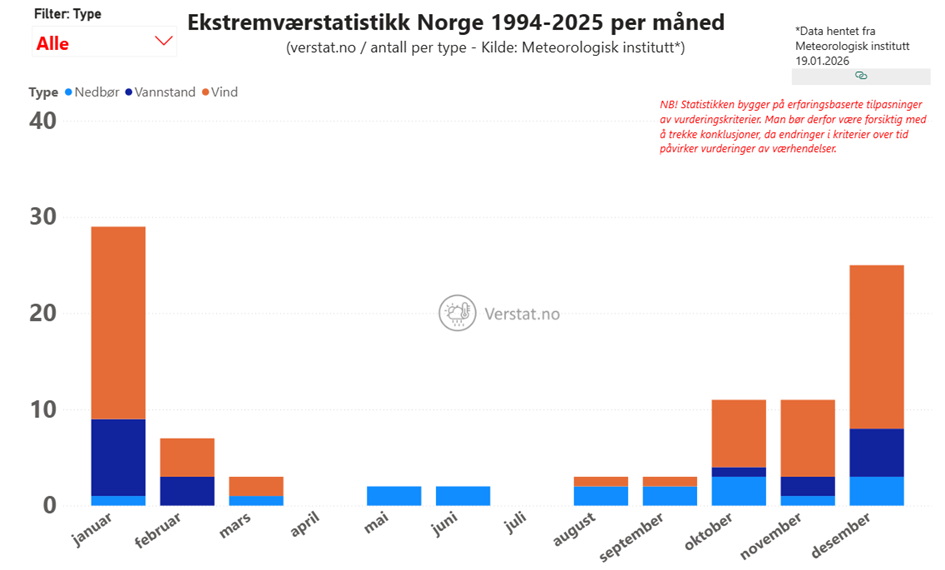 Filter: Type
Alle
Ekstremværstatistikk Norge 1994-2025 per måned
(verstat.no / antall per type - Kilde: Meteorologisk institutt*)
*Data hentet fra
Meteorologisk institutt
19.01.2026
Type Nedbør Vannstand Vind
NB! Statistikken bygger på erfaringsbaserte tilpasninger
av vurderingskriterier. Man bør derfor være forsiktig med
å trekke konklusjoner, da endringer i kriterier over tid
påvirker vurderinger av værhendelser.
40
30
20
10
0
Verstat.no
januar
februar
mars
april
mai
juni
juli
august
september
oktober
november
desember